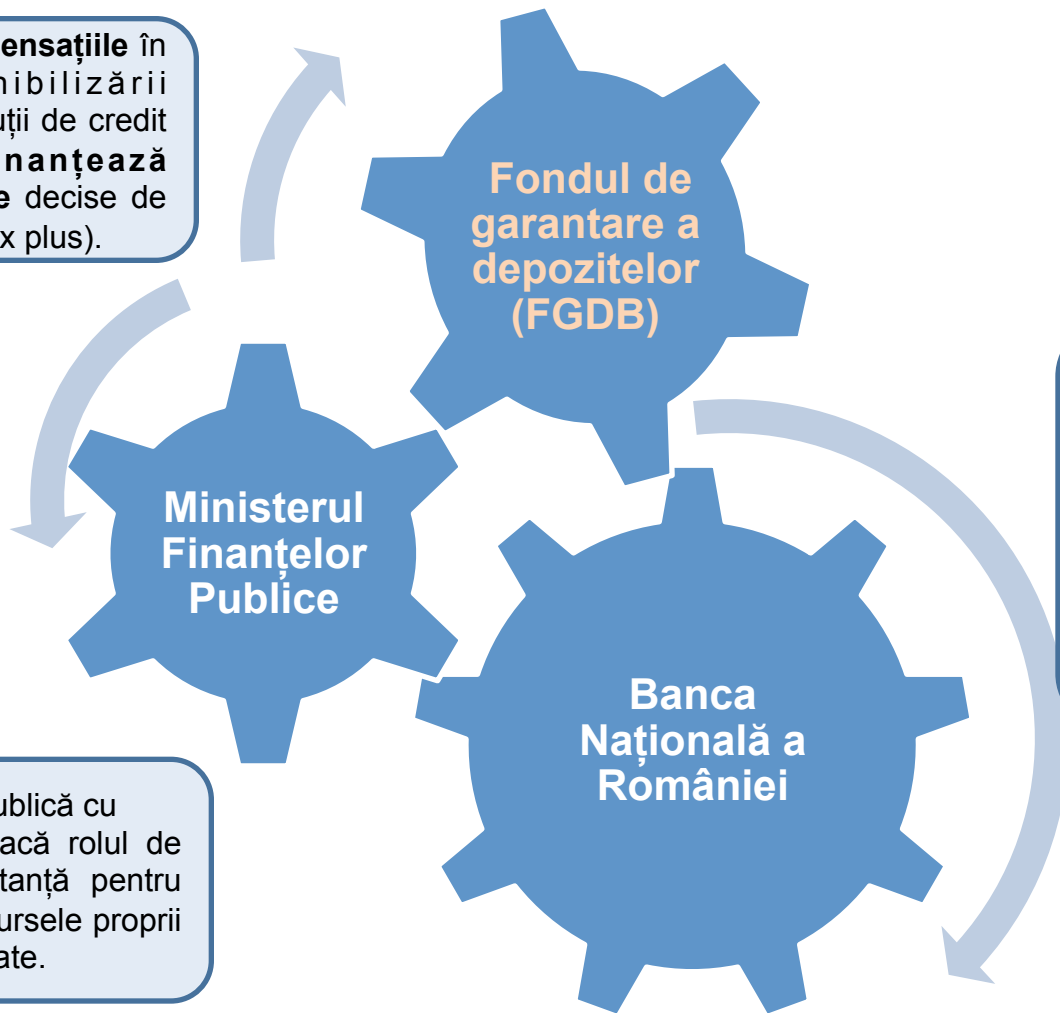 ensațiile în
nibilizării
uții de credit
inanțează
e decise de
x plus).
Fondul de
garantare a
depozitelor
(FGDB)
Ministerul
Finanțelor
Publice
Banca
Națională a
României
ublică cu
acă rolul de
tanță pentru
ursele proprii
ate.